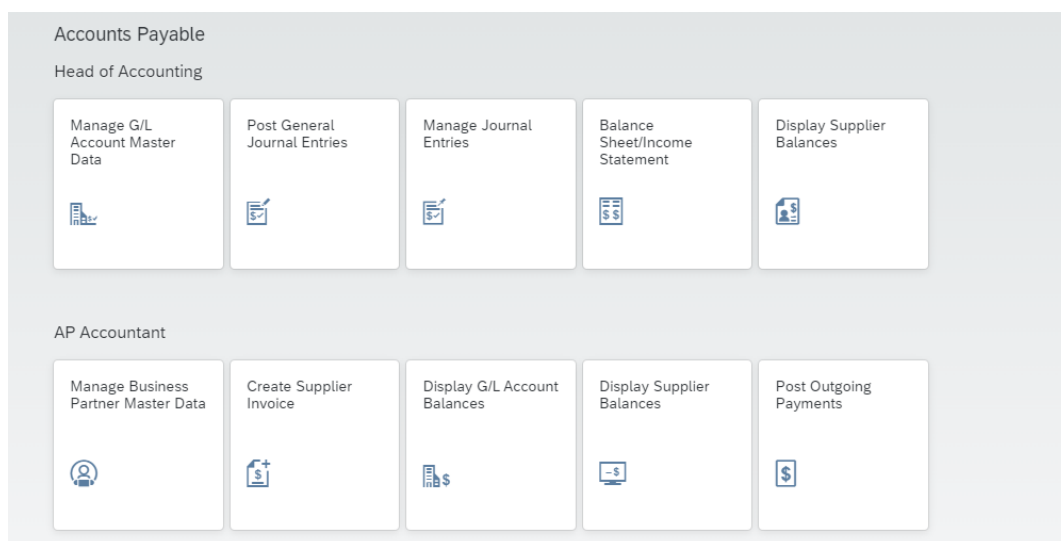 Accounts Payable
Head of Accounting
Manage G/L
Account Master
Data
Post General
Journal Entries
Manage Journal
Entries
Balance
Sheet/Income
Statement
Display Supplier
Balances
AP Accountant
Manage Business
Partner Master Data
Create Supplier
Invoice
Display G/L Account
Balances
Display Supplier
Balances
Post Outgoing
Payments